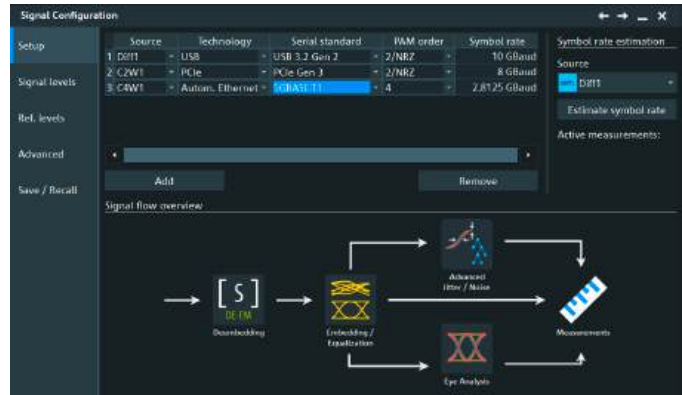 Signal Configuration
Setup
Signal levels
Ref. levels
Advanced
Save / Recall
Source Technology Serial standard PAM order Symbol rate
1 Diff1 USB USB 3.2 Gen 2 2/NRZ 10 GBaud
2 C2W1 PCIe PCIe Gen 3 2/NRZ 8 GBaud
3 C4W1 Autom. Ethernet 5GBASE-T1 4 2.8125 GBaud
Add Remove
Symbol rate estimation
Source
Diff1
Estimate symbol rate
Active measurements:
Signal flow overview
[ S ]
DE-EM
Deembedding
Embedding /
Equalization
Advanced
Jitter / Noise
Eye Analysis
Measurements